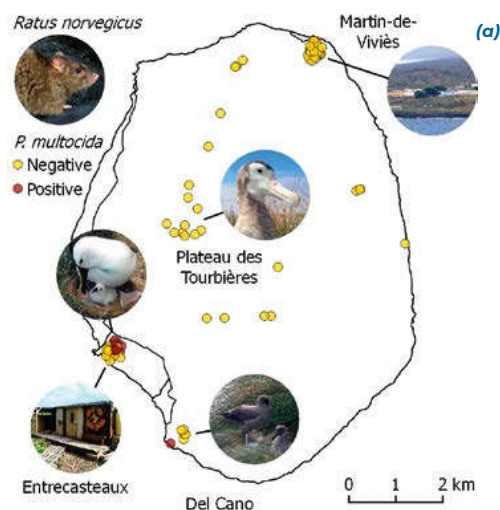 Ratus norvegicus
Martin-de-
Viviès
(a)
P. multocida
Negative
Positive
Plateau des
Tourbières
Entrecasteaux
Del Cano
0 1 2 km